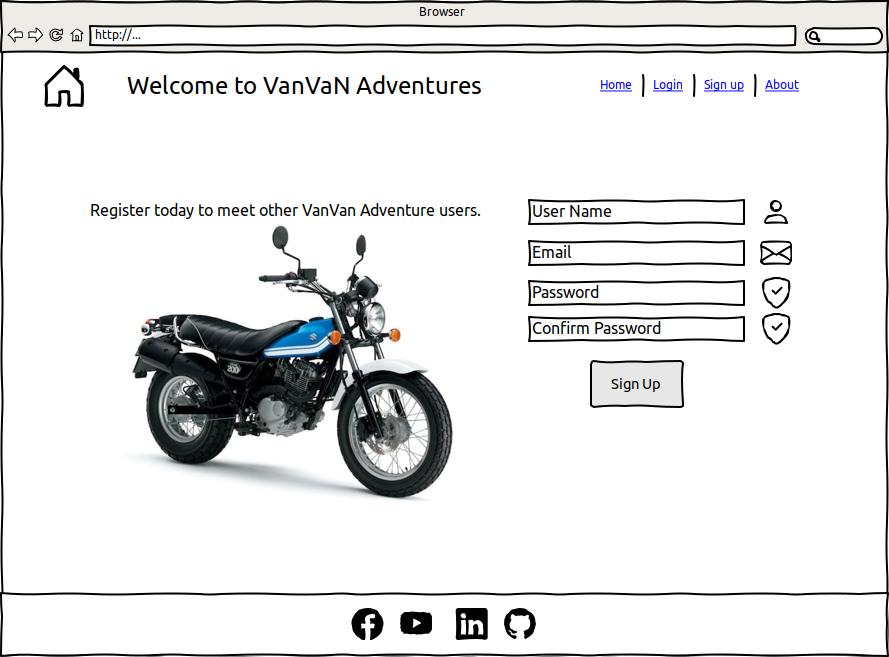 Browser
http://...
Welcome to VanVaN Adventures
Home Login Sign up About
Register today to meet other VanVan Adventure users.
User Name
Email
Password
Confirm Password
Sign Up
200
in